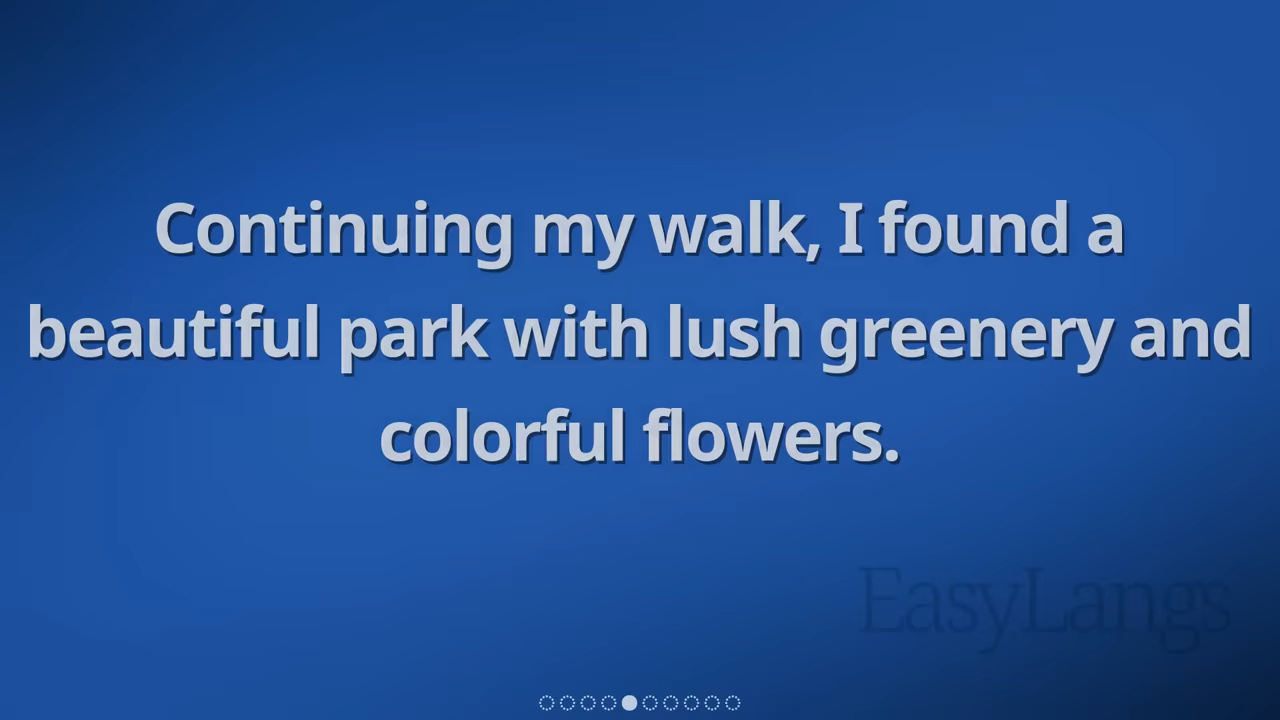 Continuing my walk, I found a
beautiful park with lush greenery and
colorful flowers.
EasyLangs